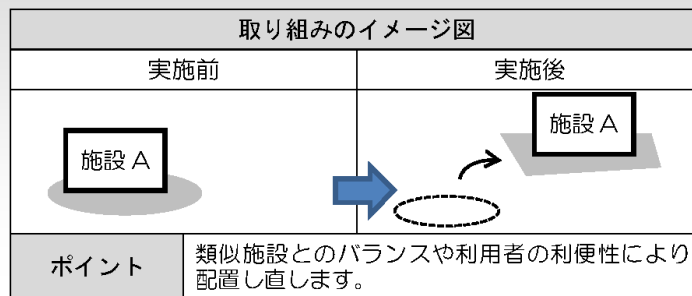 取り組みのイメージ図
実施前
実施後
施設A
施設A
ポイント
類似施設とのバランスや利用者の利便性により
配置し直します。